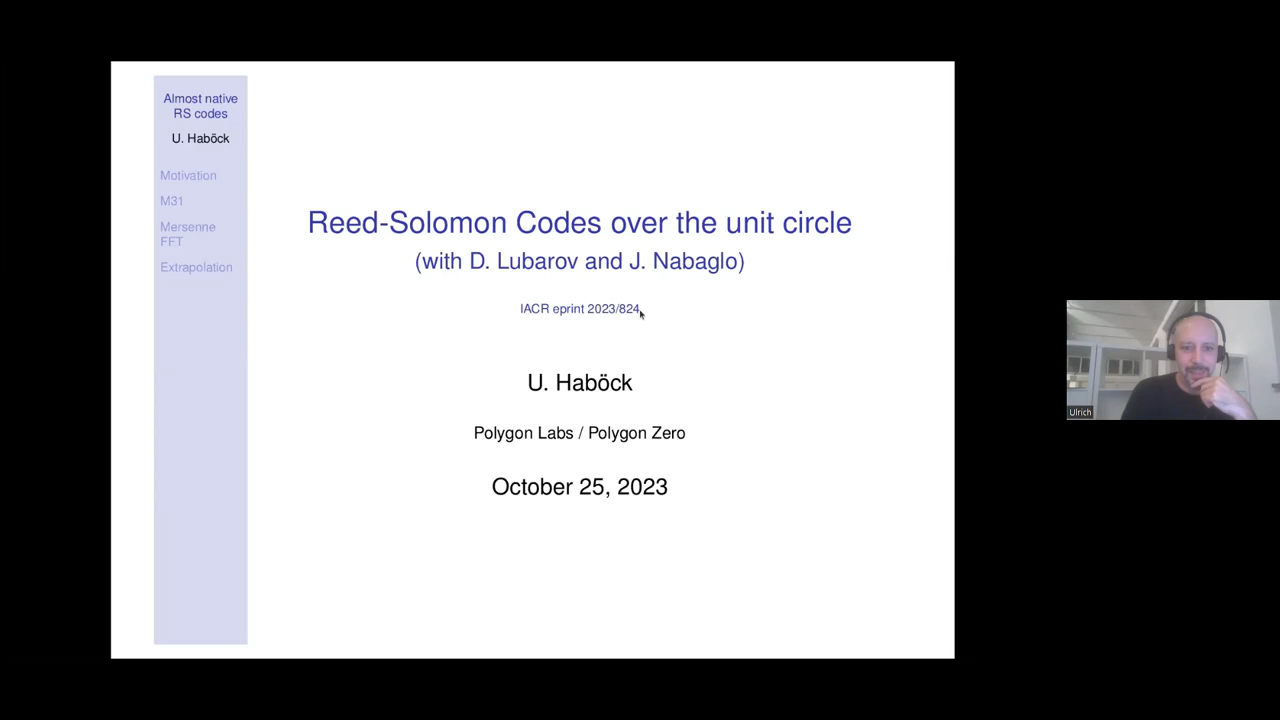 Almost native
RS codes
U. Haböck
Motivation
M31
Mersenne
FFT
Extrapolation
Reed-Solomon Codes over the unit circle
(with D. Lubarov and J. Nabaglo)
IACR eprint 2023/824
U. Haböck
Polygon Labs / Polygon Zero
October 25, 2023
Ulrich